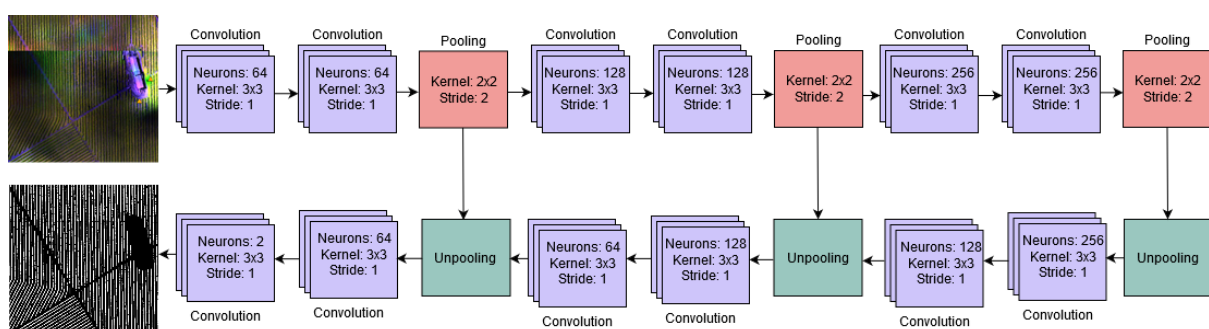 Convolution
Neurons: 64
Kernel: 3x3
Stride: 1
Convolution
Neurons: 64
Kernel: 3x3
Stride: 1
Pooling
Kernel: 2x2
Stride: 2
Convolution
Neurons: 128
Kernel: 3x3
Stride: 1
Convolution
Neurons: 128
Kernel: 3x3
Stride: 1
Pooling
Kernel: 2x2
Stride: 2
Convolution
Neurons: 256
Kernel: 3x3
Stride: 1
Convolution
Neurons: 256
Kernel: 3x3
Stride: 1
Pooling
Kernel: 2x2
Stride: 2
Neurons: 2
Kernel: 3x3
Stride: 1
Convolution
Neurons: 64
Kernel: 3x3
Stride: 1
Convolution
Unpooling
Neurons: 64
Kernel: 3x3
Stride: 1
Convolution
Neurons: 128
Kernel: 3x3
Stride: 1
Convolution
Unpooling
Neurons: 128
Kernel: 3x3
Stride: 1
Convolution
Neurons: 256
Kernel: 3x3
Stride: 1
Convolution
Unpooling